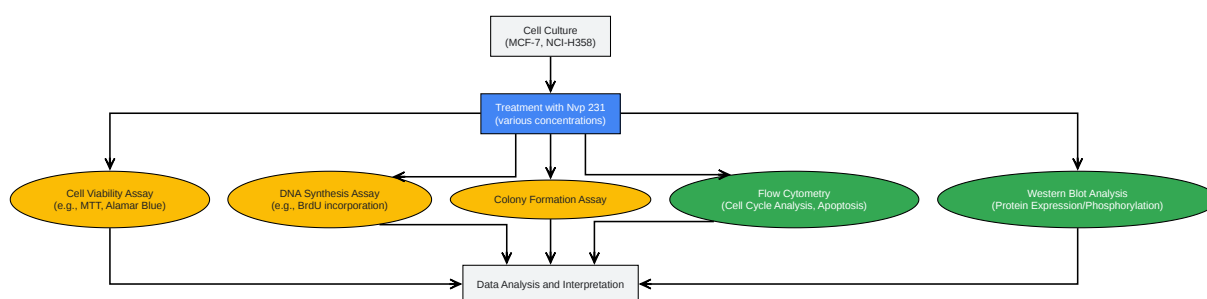 Cell Culture
(MCF-7, NCI-H358)
Treatment with Nvp 231
(various concentrations)
Cell Viability Assay
(e.g., MTT, Alamar Blue)
DNA Synthesis Assay
(e.g., BrdU incorporation)
Colony Formation Assay
Flow Cytometry
(Cell Cycle Analysis, Apoptosis)
Western Blot Analysis
(Protein Expression/Phosphorylation)
Data Analysis and Interpretation